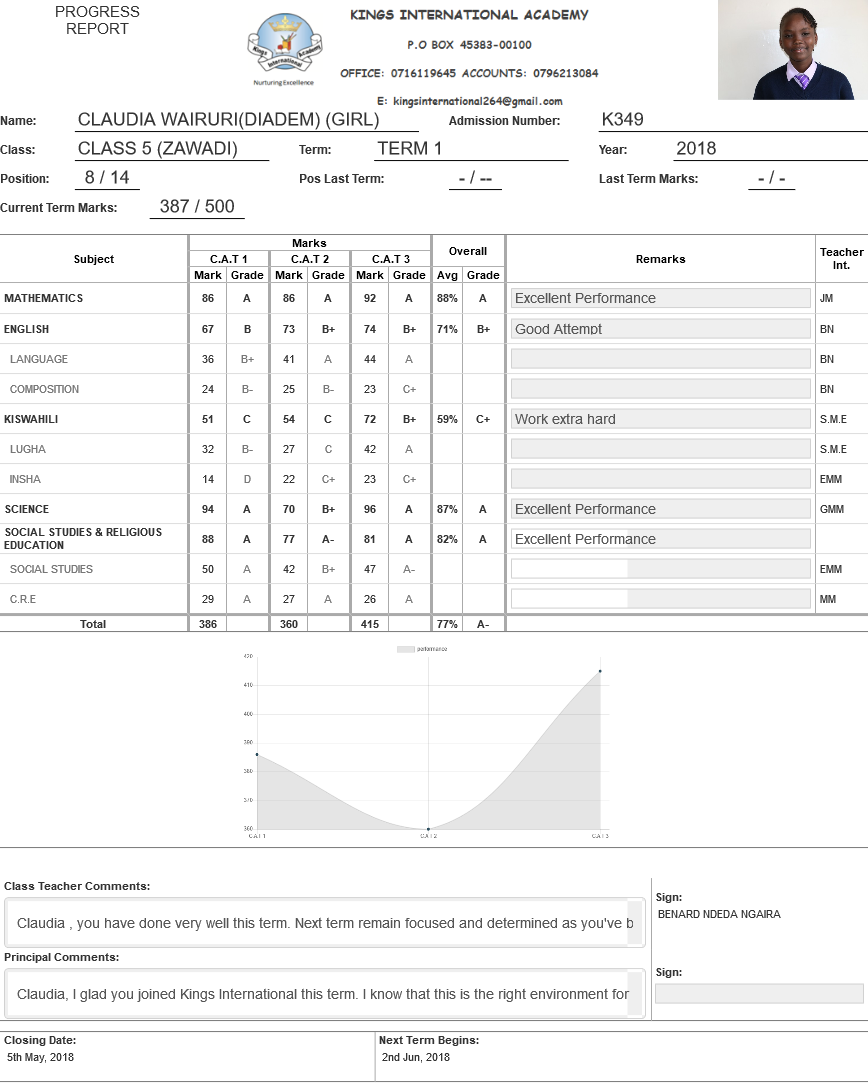 PROGRESS
REPORT
Kings International Academy
Nurturing Excellence
KINGS INTERNATIONAL ACADEMY
P.O BOX 45383-00100
OFFICE: 0716119645 ACCOUNTS: 0796213084
E: kingsinternational264@gmail.com
Name: CLAUDIA WAIRURI(DIADEM) (GIRL) Admission Number: K349
Class: CLASS 5 (ZAWADI) Term: TERM 1 Year: 2018
Position: 8 / 14 Pos Last Term: - / -- Last Term Marks: - / -
Current Term Marks: 387 / 500
Subject Marks Overall Remarks Teacher Int.
C.A.T 1 C.A.T 2 C.A.T 3
Mark Grade Mark Grade Mark Grade Avg Grade
MATHEMATICS 86 A 86 A 92 A 88% A Excellent Performance JM
ENGLISH 67 B 73 B+ 74 B+ 71% B+ Good Attempt BN
LANGUAGE 36 B+ 41 A 44 A BN
COMPOSITION 24 B- 25 B- 23 C+ BN
KISWAHILI 51 C 54 C 72 B+ 59% C+ Work extra hard S.M.E
LUGHA 32 B- 27 C 42 A S.M.E
INSHA 14 D 22 C+ 23 C+ EMM
SCIENCE 94 A 70 B+ 96 A 87% A Excellent Performance GMM
SOCIAL STUDIES & RELIGIOUS
EDUCATION 88 A 77 A- 81 A 82% A Excellent Performance
SOCIAL STUDIES 50 A 42 B+ 47 A- EMM
C.R.E 29 A 27 A 26 A MM
Total 386 360 415 77% A-
performance
420
410
400
390
380
370
360
C.A.T 1 C.A.T 2 C.A.T 3
Class Teacher Comments:
Claudia , you have done very well this term. Next term remain focused and determined as you've b
Sign:
BENARD NDEDA NGAIRA
Principal Comments:
Claudia, I glad you joined Kings International this term. I know that this is the right environment for
Sign:
Closing Date: Next Term Begins:
5th May, 2018 2nd Jun, 2018